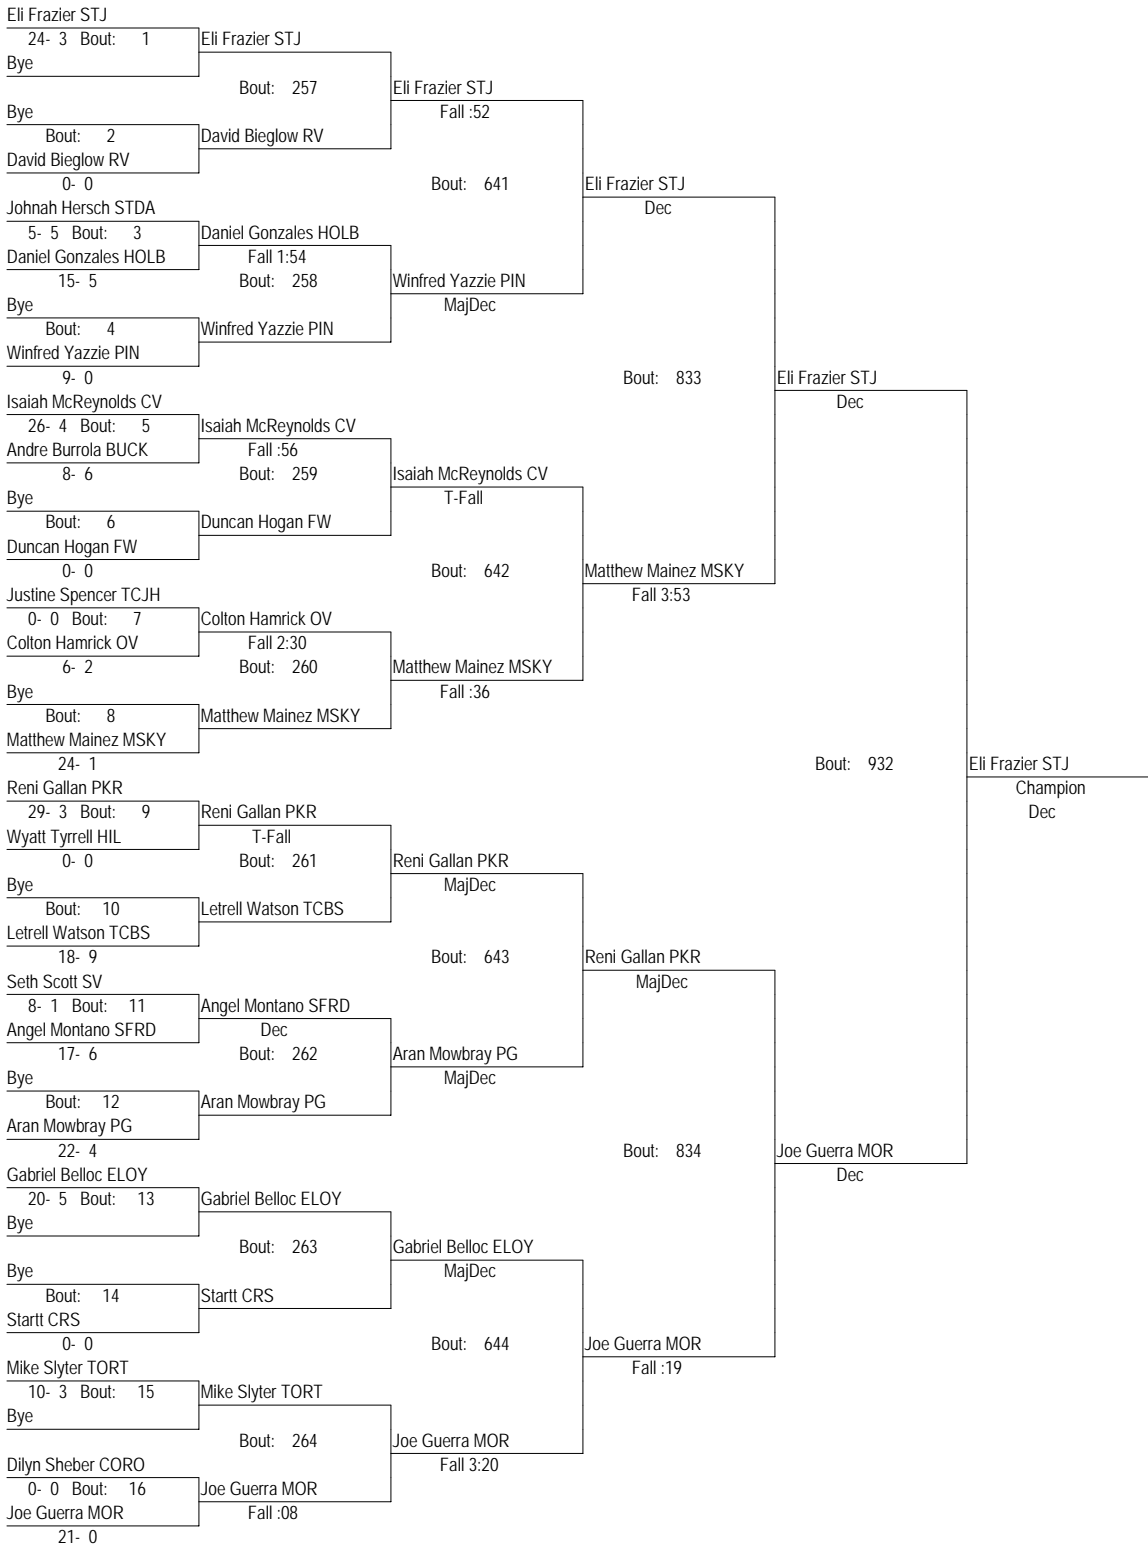 Eli Frazier STJ
24- 3 Bout: 1 Eli Frazier STJ
Bye
Bout: 257 Eli Frazier STJ
Bye Fall :52
Bout: 2 David Bieglow RV
David Bieglow RV
0- 0 Bout: 641 Eli Frazier STJ
Johnah Hersch STDA Dec
5- 5 Bout: 3 Daniel Gonzales HOLB
Daniel Gonzales HOLB Fall 1:54
15- 5 Bout: 258 Winfred Yazzie PIN
Bye MajDec
Bout: 4 Winfred Yazzie PIN
Winfred Yazzie PIN
9- 0 Bout: 833 Eli Frazier STJ
Isaiah McReynolds CV Dec
26- 4 Bout: 5 Isaiah McReynolds CV
Andre Burrola BUCK Fall :56
8- 6 Bout: 259 Isaiah McReynolds CV
Bye T-Fall
Bout: 6 Duncan Hogan FW
Duncan Hogan FW
0- 0 Bout: 642 Matthew Mainez MSKY
Justine Spencer TCJH Fall 3:53
0- 0 Bout: 7 Colton Hamrick OV
Colton Hamrick OV Fall 2:30
6- 2 Bout: 260 Matthew Mainez MSKY
Bye Fall :36
Bout: 8 Matthew Mainez MSKY
Matthew Mainez MSKY
24- 1 Bout: 932 Eli Frazier STJ
Reni Gallan PKR Champion
29- 3 Bout: 9 Reni Gallan PKR Dec
Wyatt Tyrrell HIL T-Fall
0- 0 Bout: 261 Reni Gallan PKR
Bye MajDec
Bout: 10 Letrell Watson TCBS
Letrell Watson TCBS
18- 9 Bout: 643 Reni Gallan PKR
Seth Scott SV MajDec
8- 1 Bout: 11 Angel Montano SFRD
Angel Montano SFRD Dec
17- 6 Bout: 262 Aran Mowbray PG
Bye MajDec
Bout: 12 Aran Mowbray PG
Aran Mowbray PG
22- 4 Bout: 834 Joe Guerra MOR
Gabriel Belloc ELOY Dec
20- 5 Bout: 13 Gabriel Belloc ELOY
Bye
Bout: 263 Gabriel Belloc ELOY
Bye MajDec
Bout: 14 Startt CRS
Startt CRS
0- 0 Bout: 644 Joe Guerra MOR
Mike Slyter TORT Fall :19
10- 3 Bout: 15 Mike Slyter TORT
Bye
Bout: 264 Joe Guerra MOR
Dilyn Sheber CORO Fall 3:20
0- 0 Bout: 16 Joe Guerra MOR
Joe Guerra MOR Fall :08
21- 0